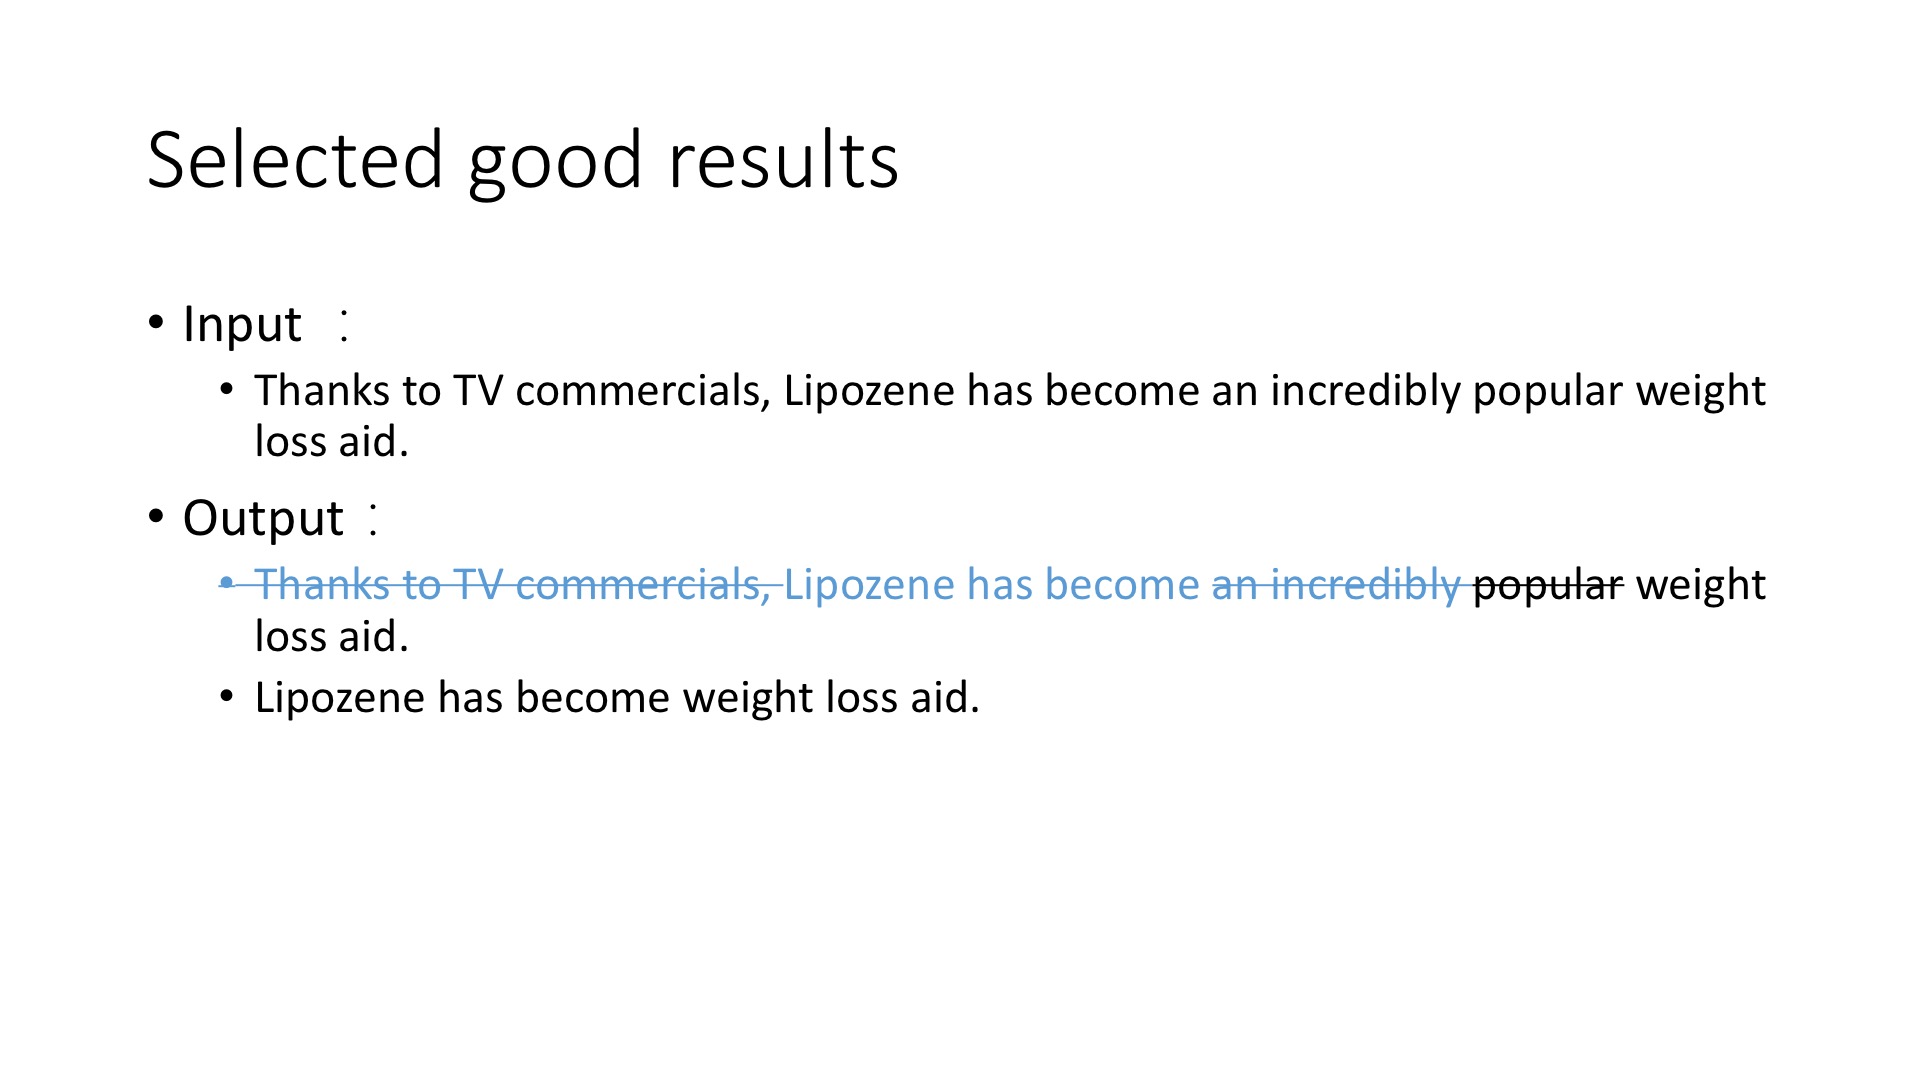 Selected good results
• Input ：
• Thanks to TV commercials, Lipozene has become an incredibly popular weight
loss aid.
• Output：
• Thanks to TV commercials, Lipozene has become an incredibly popular weight
loss aid.
• Lipozene has become weight loss aid.